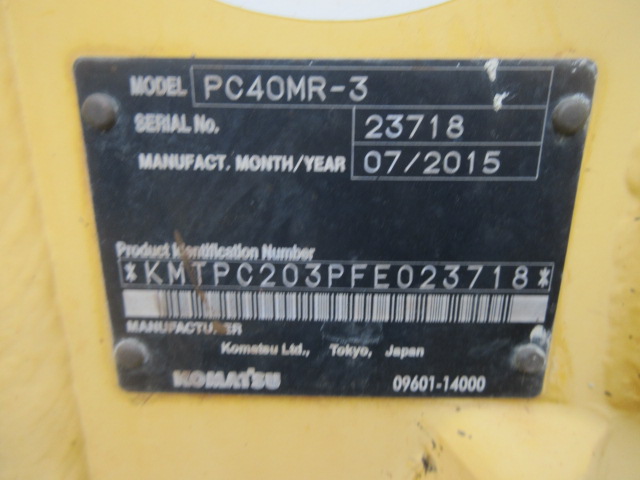 MODEL PC40MR-3
SERIAL No. 23718
MANUFACT. MONTH/YEAR 07/2015
Product Identification Number
*KMTPC203PFE023718*
MANUFACTURER
Komatsu Ltd., Tokyo, Japan
KOMATSU 09601-14000